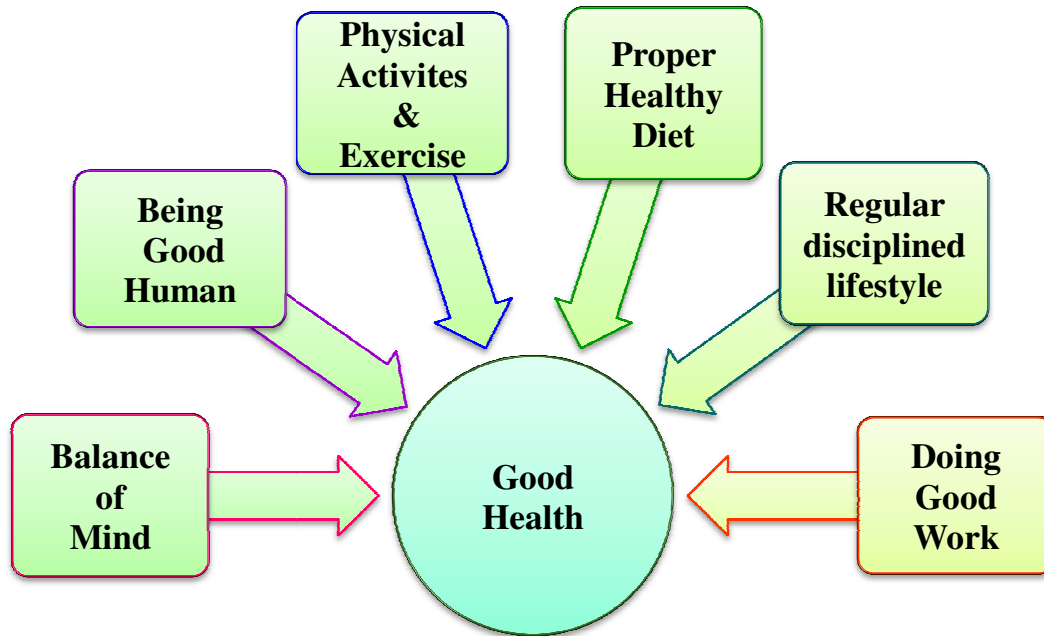 Physical
Activites
&
Exercise
Proper
Healthy
Diet
Being
Good
Human
Regular
disciplined
lifestyle
Balance
of
Mind
Good
Health
Doing
Good
Work